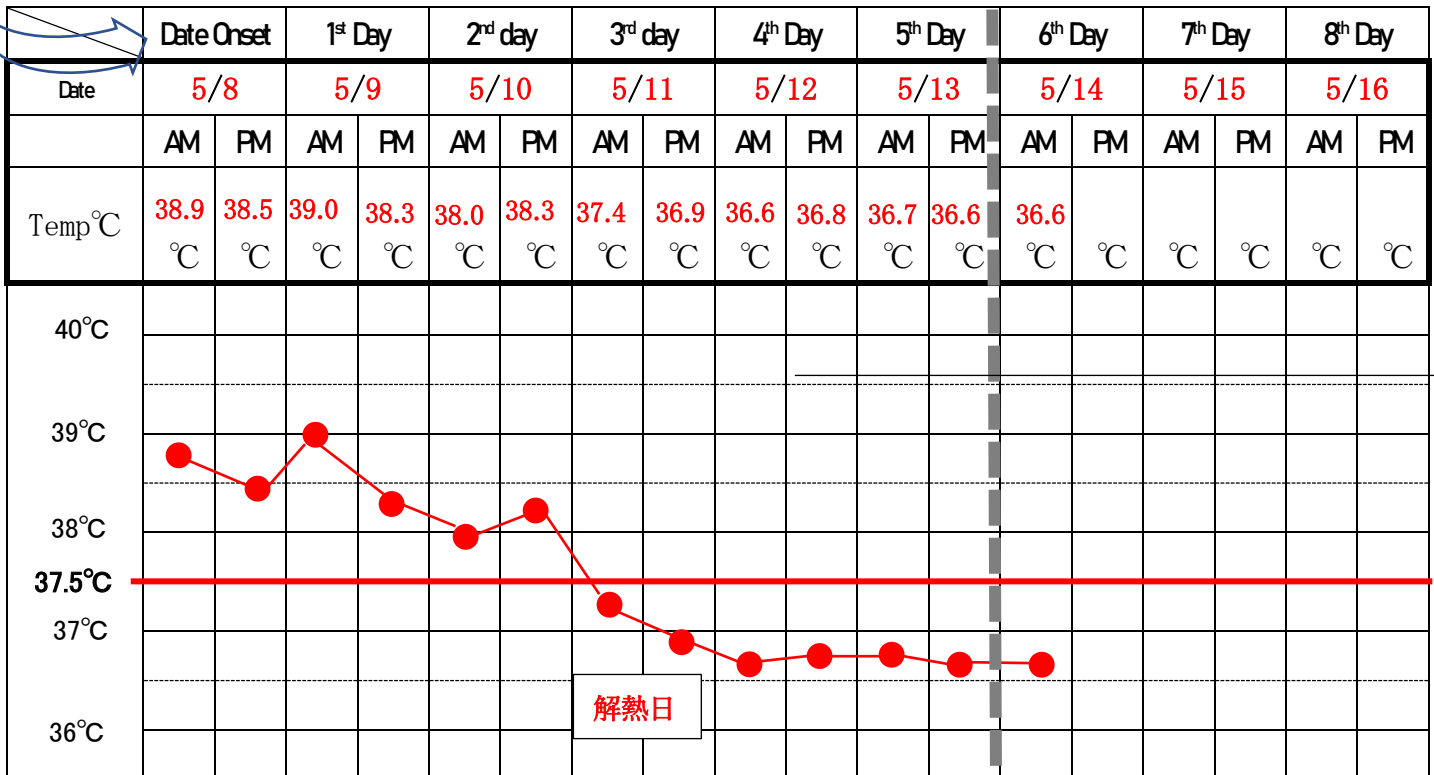 Date Onset 1st Day 2nd day 3rd day 4th Day 5th Day 6th Day 7th Day 8th Day
Date 5/8 5/9 5/10 5/11 5/12 5/13 5/14 5/15 5/16
AM PM AM PM AM PM AM PM AM PM AM PM AM PM AM PM AM PM
Temp℃ 38.9 38.5 39.0 38.3 38.0 38.3 37.4 36.9 36.6 36.8 36.7 36.6 36.6
℃ ℃ ℃ ℃ ℃ ℃ ℃ ℃ ℃ ℃ ℃ ℃ ℃ ℃ ℃ ℃ ℃ ℃
40℃
39℃
38℃
37.5℃
37℃
解熱日
36℃